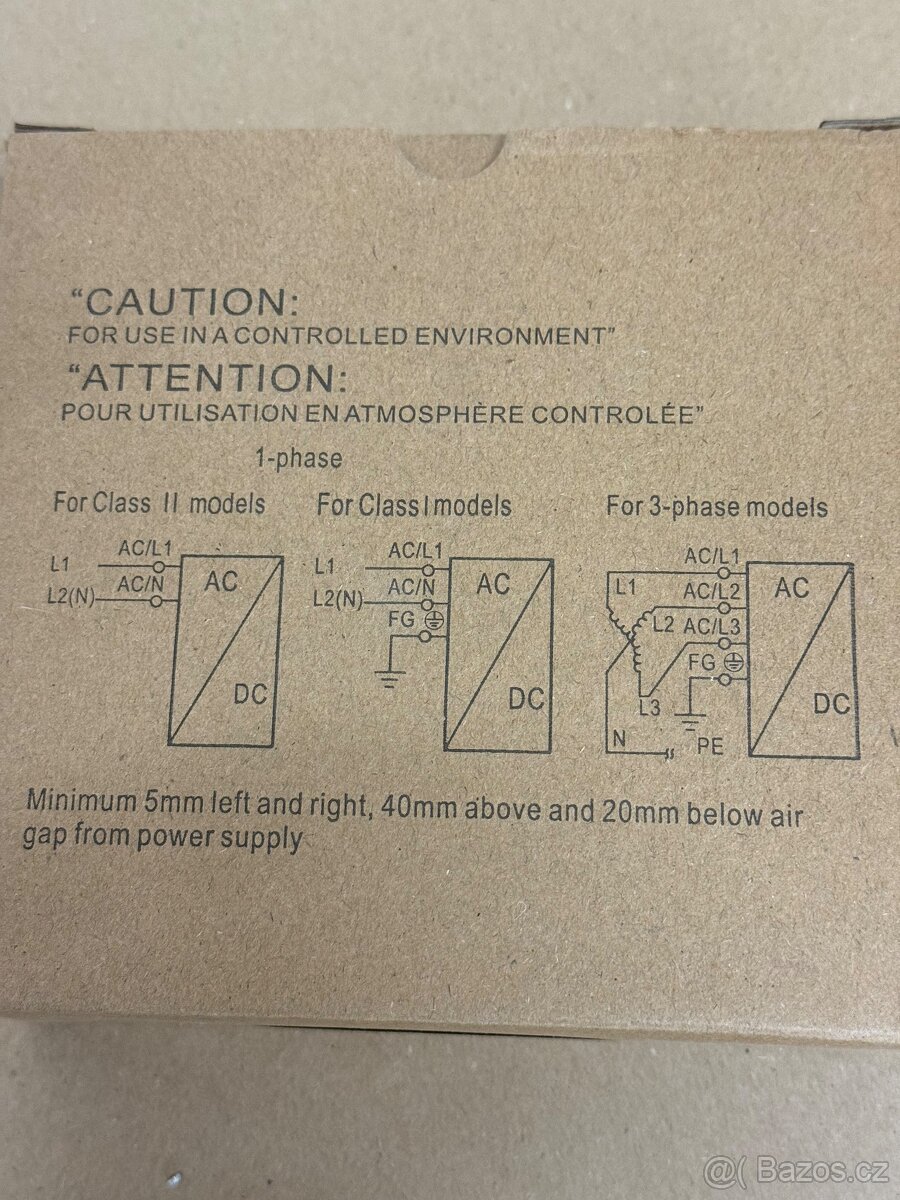 “CAUTION:
FOR USE IN A CONTROLLED ENVIRONMENT”
“ATTENTION:
POUR UTILISATION EN ATMOSPHÈRE CONTROLÉE”
1-phase
For Class II models
L1
AC/L1
L2(N)
AC/N
AC
DC
For Class I models
L1
AC/L1
L2(N)
AC/N
FG
AC
DC
For 3-phase models
AC/L1
L1
AC/L2
L2
AC/L3
FG
L3
N
PE
AC
DC
Minimum 5mm left and right, 40mm above and 20mm below air
gap from power supply
@( Bazos.cz